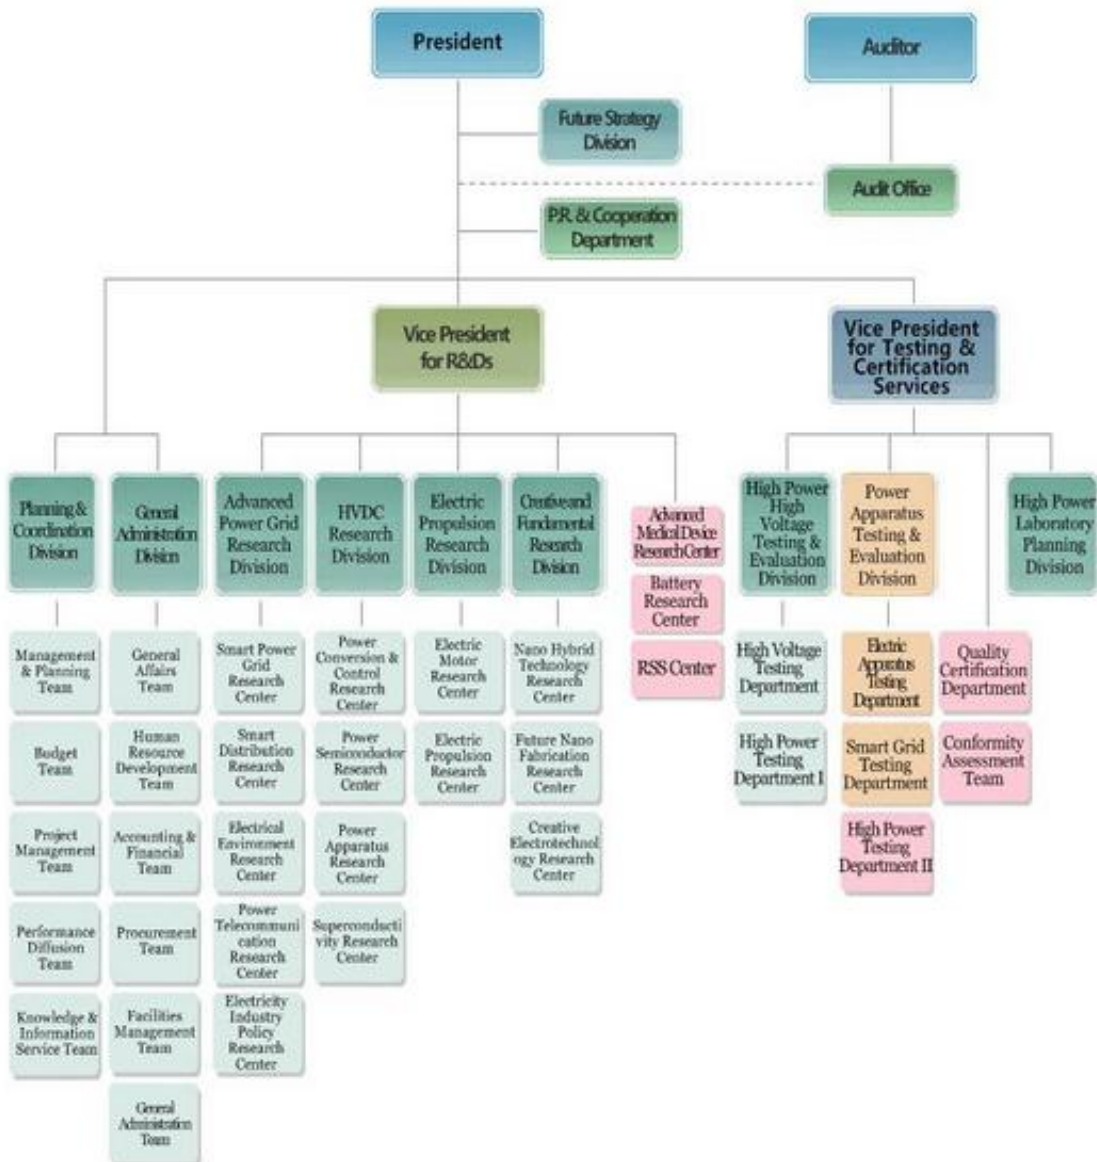 President
Auditor
Future Strategy
Division
Audit Office
P.R. & Cooperation
Department
Vice President
for R&Ds
Vice President
for Testing &
Certification
Services
Planning &
Coordination
Division
General
Administration
Division
Advanced
Power Grid
Research
Division
HVDC
Research
Division
Electric
Propulsion
Research
Division
Creative and
Fundamental
Research
Division
Advanced
Medical Device
Research Center
Battery
Research
Center
RSS Center
High Power
High
Voltage
Testing &
Evaluation
Division
Power
Apparatus
Testing &
Evaluation
Division
High Power
Laboratory
Planning
Division
Management
& Planning
Team
Budget
Team
Project
Management
Team
Performance
Diffusion
Team
Knowledge &
Information
Service Team
General
Affairs
Team
Human
Resource
Development
Team
Accounting &
Financial
Team
Procurement
Team
Facilities
Management
Team
General
Administration
Team
Smart Power
Grid
Research
Center
Smart
Distribution
Research
Center
Electrical
Environment
Research
Center
Power
Telecommuni
cation
Research
Center
Electricity
Industry
Policy
Research
Center
Power
Conversion &
Control
Research
Center
Power
Semiconductor
Research
Center
Power
Apparatus
Research
Center
Superconducti
vity Research
Center
Electric
Motor
Research
Center
Electric
Propulsion
Research
Center
Nano Hybrid
Technology
Research
Center
Future Nano
Fabrication
Research
Center
Creative
Electrotechnol
ogy Research
Center
High Voltage
Testing
Department
High Power
Testing
Department I
Electric
Apparatus
Testing
Department
Smart Grid
Testing
Department
High Power
Testing
Department II
Quality
Certification
Department
Conformity
Assessment
Team